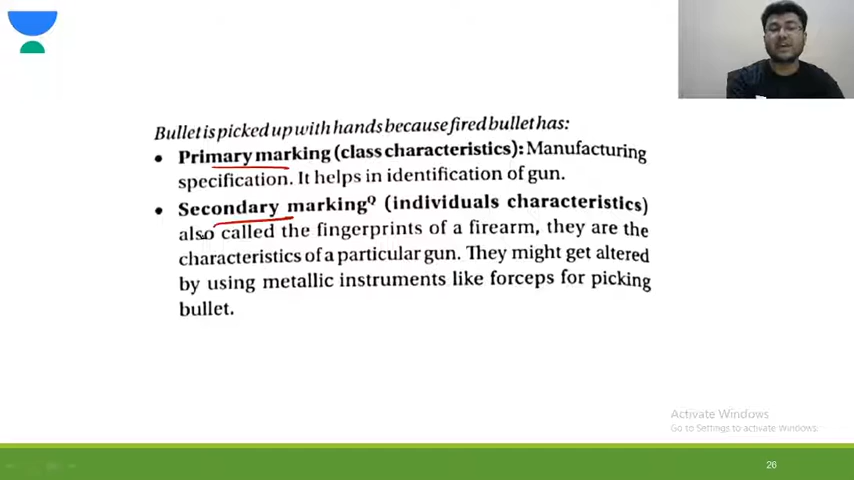 Bullet is picked up with hands because fired bullet has:
• Primary marking (class characteristics): Manufacturing
specification. It helps in identification of gun.
• Secondary markingQ (individuals characteristics)
also called the fingerprints of a firearm, they are the
characteristics of a particular gun. They might get altered
by using metallic instruments like forceps for picking
bullet.
Activate Windows
Go to Settings to activate Windows.
26